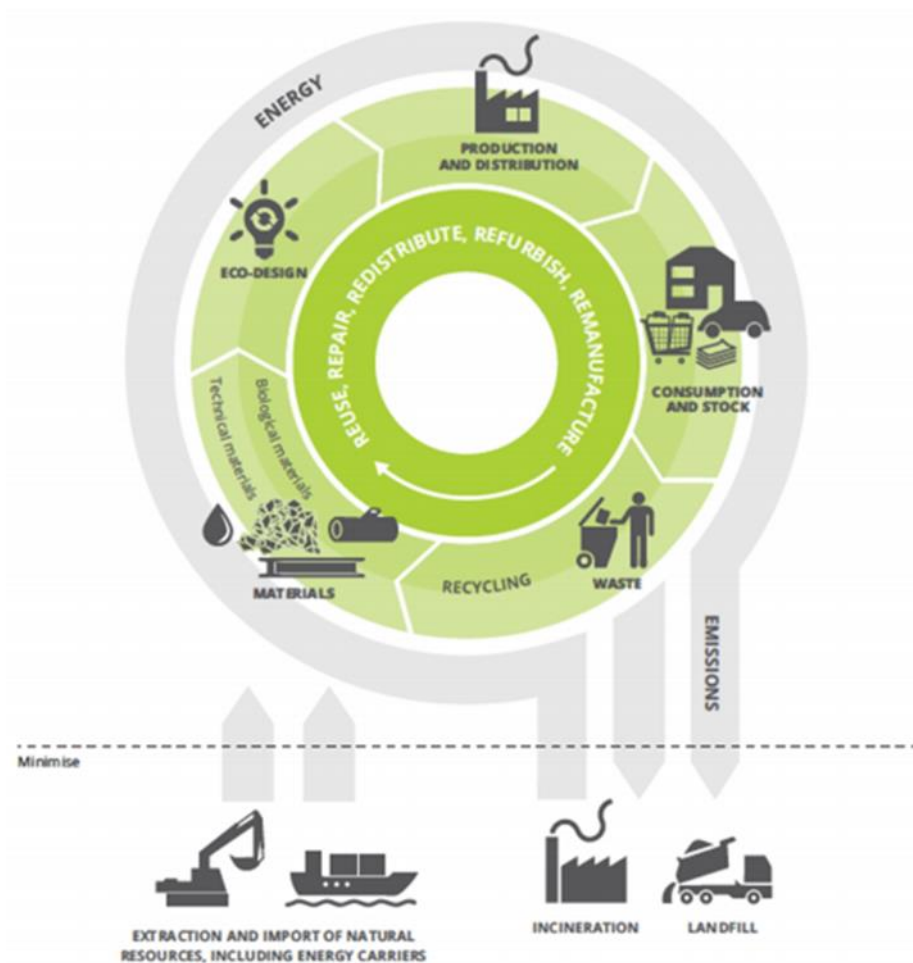 ENERGY
PRODUCTION
AND DISTRIBUTION
ECO-DESIGN
REUSE, REPAIR, REDISTRIBUTE, REFURBISH, REMANUFACTURE
CONSUMPTION
AND STOCK
Technical materials
Biological materials
MATERIALS
RECYCLING
WASTE
EMISSIONS
Minimise
EXTRACTION AND IMPORT OF NATURAL
RESOURCES, INCLUDING ENERGY CARRIERS
INCINERATION
LANDFILL